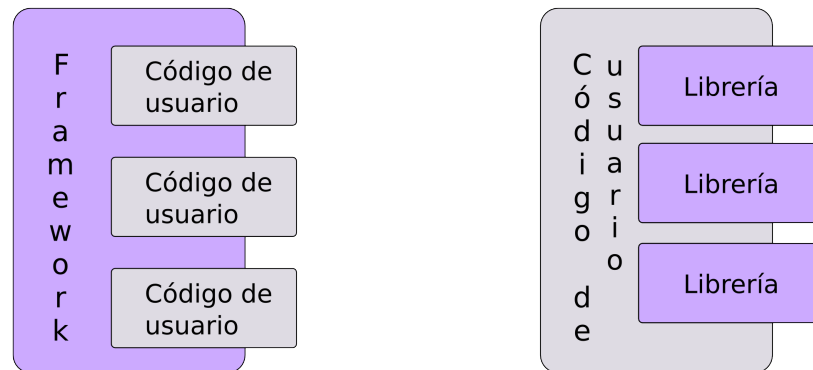 Framework
Código de
usuario
Código de
usuario
Código de
usuario
Código de
usuario
Librería
Librería
Librería